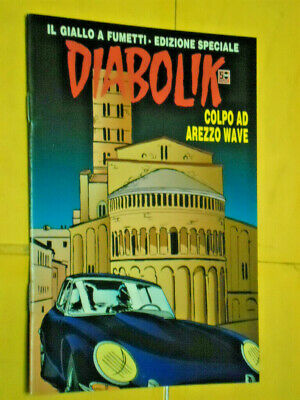 IL GIALLO A FUMETTI - EDIZIONE SPECIALE
DIABOLIK
COLPO AD
AREZZO WAVE